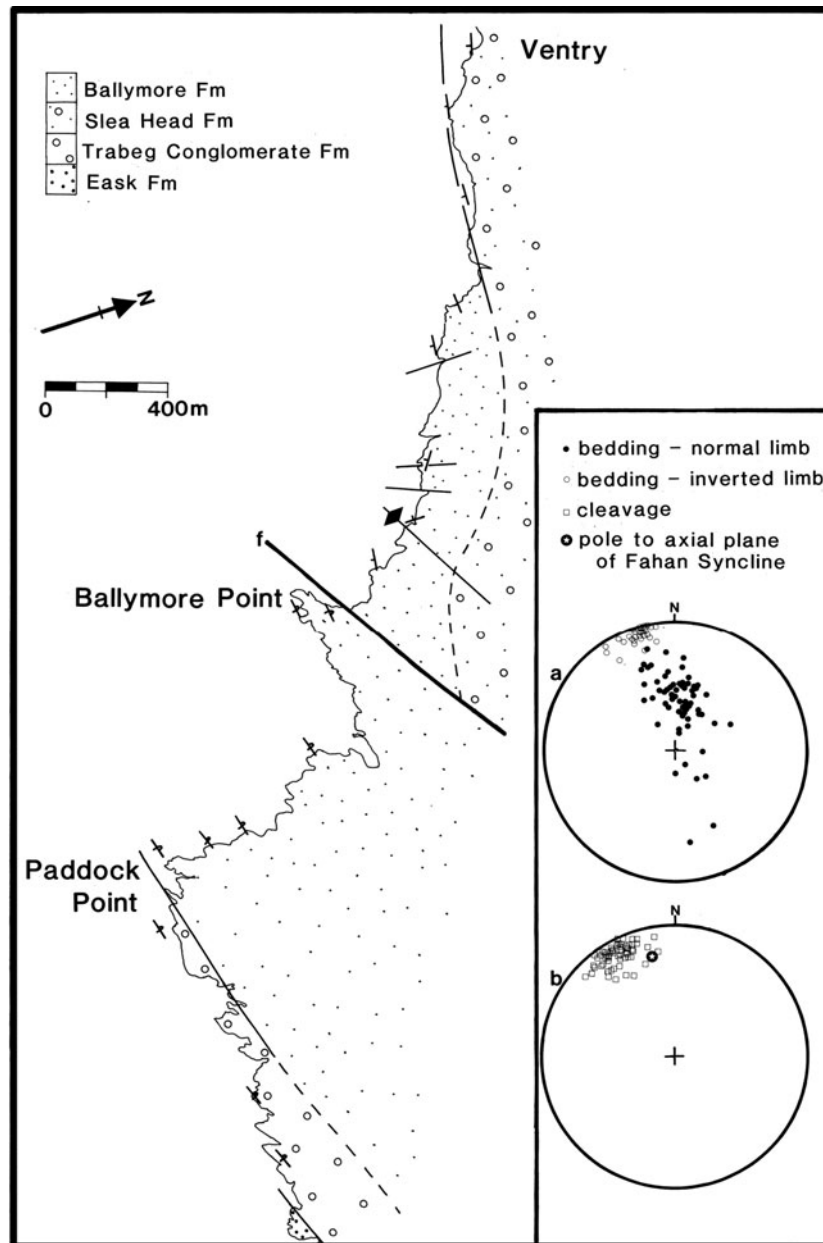 Ventry
Ballymore Fm
Slea Head Fm
Trabeg Conglomerate Fm
Eask Fm
N
0 400m
f
Ballymore Point
Paddock
Point
bedding – normal limb
bedding – inverted limb
cleavage
pole to axial plane
of Fahan Syncline
N
a
N
b